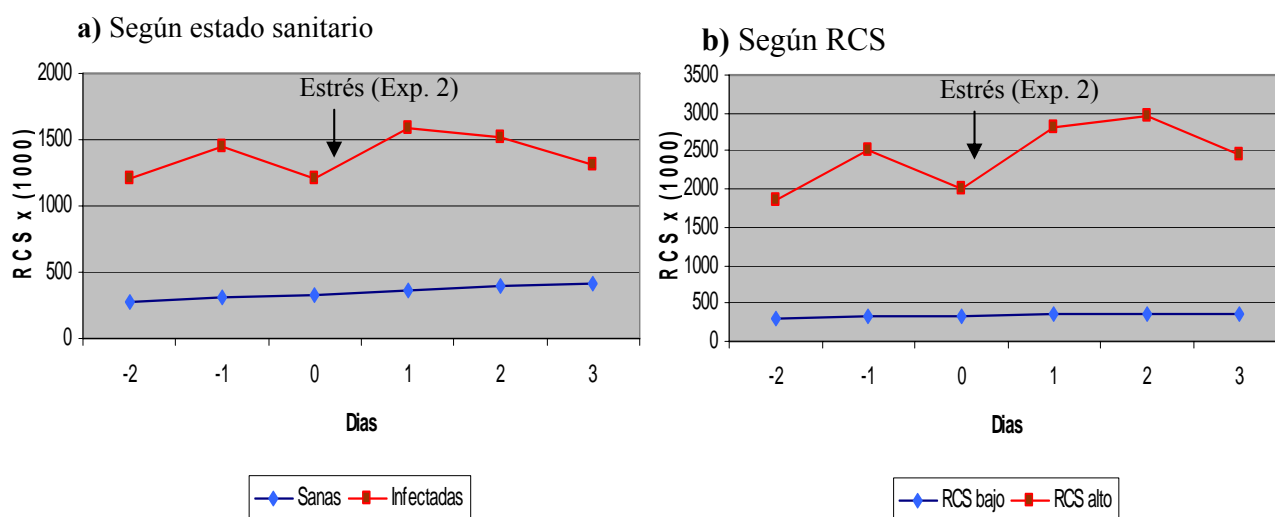 a) Según estado sanitario
2000
1500
1000
500
0
RCS x (1000)
Estrés (Exp. 2)
-2 -1 0 1 2 3
Dias
Sanas Infectadas
b) Según RCS
3500
3000
2500
2000
1500
1000
500
0
RCS x (1000)
Estrés (Exp. 2)
-2 -1 0 1 2 3
Dias
RCS bajo RCS alto